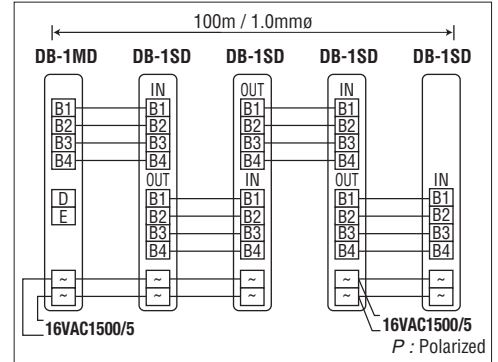 100m / 1.0mmø
DB-1MD DB-1SD DB-1SD DB-1SD DB-1SD
IN OUT IN
B1 B1 B1 B1
B2 B2 B2 B2
B3 B3 B3 B3
B4 B4 B4 B4
OUT IN OUT IN
D B1 B1 B1 B1
E B2 B2 B2 B2
B3 B3 B3 B3
B4 B4 B4 B4
~ ~ ~ ~ ~
~ ~ ~ ~ ~
16VAC1500/5 16VAC1500/5
P : Polarized